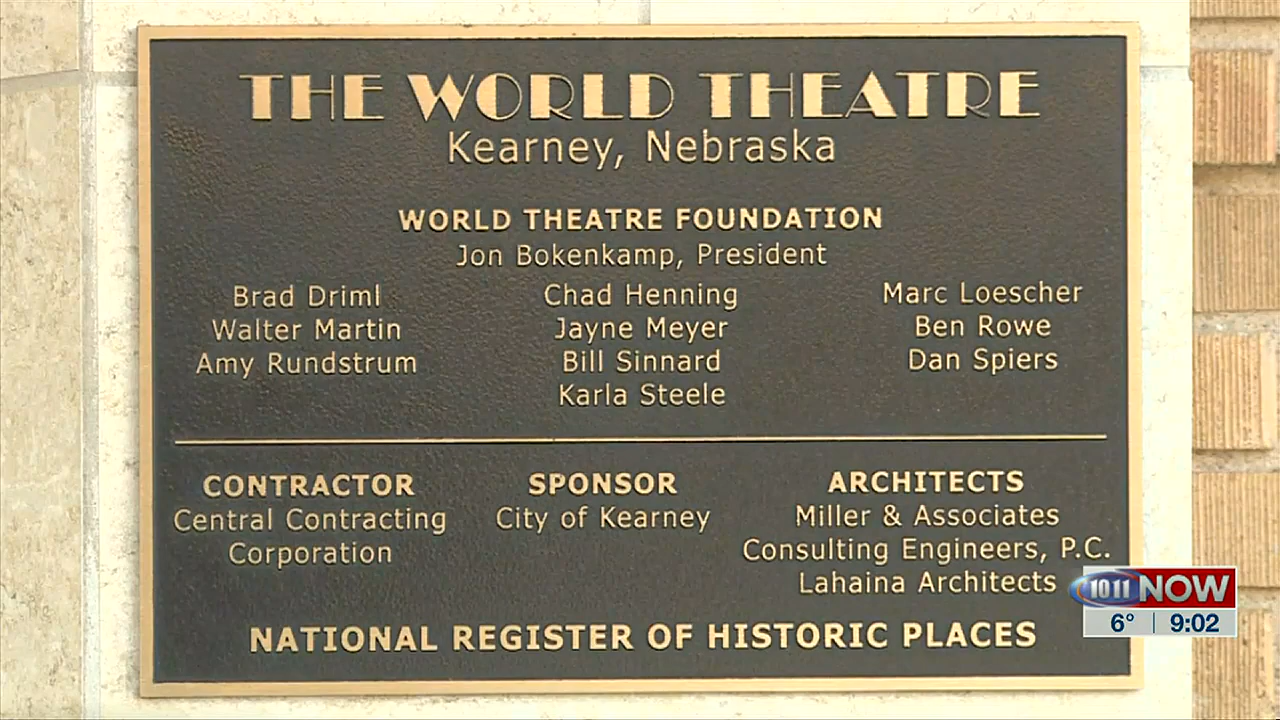 THE WORLD THEATRE
Kearney, Nebraska
WORLD THEATRE FOUNDATION
Jon Bokenkamp, President
Brad Driml
Walter Martin
Amy Rundstrum
Chad Henning
Jayne Meyer
Bill Sinnard
Karla Steele
Marc Loescher
Ben Rowe
Dan Spiers
CONTRACTOR
Central Contracting
Corporation
SPONSOR
City of Kearney
ARCHITECTS
Miller & Associates
Consulting Engineers, P.C.
Lahaina Architects
NATIONAL REGISTER OF HISTORIC PLACES
1011 NOW
6° | 9:02